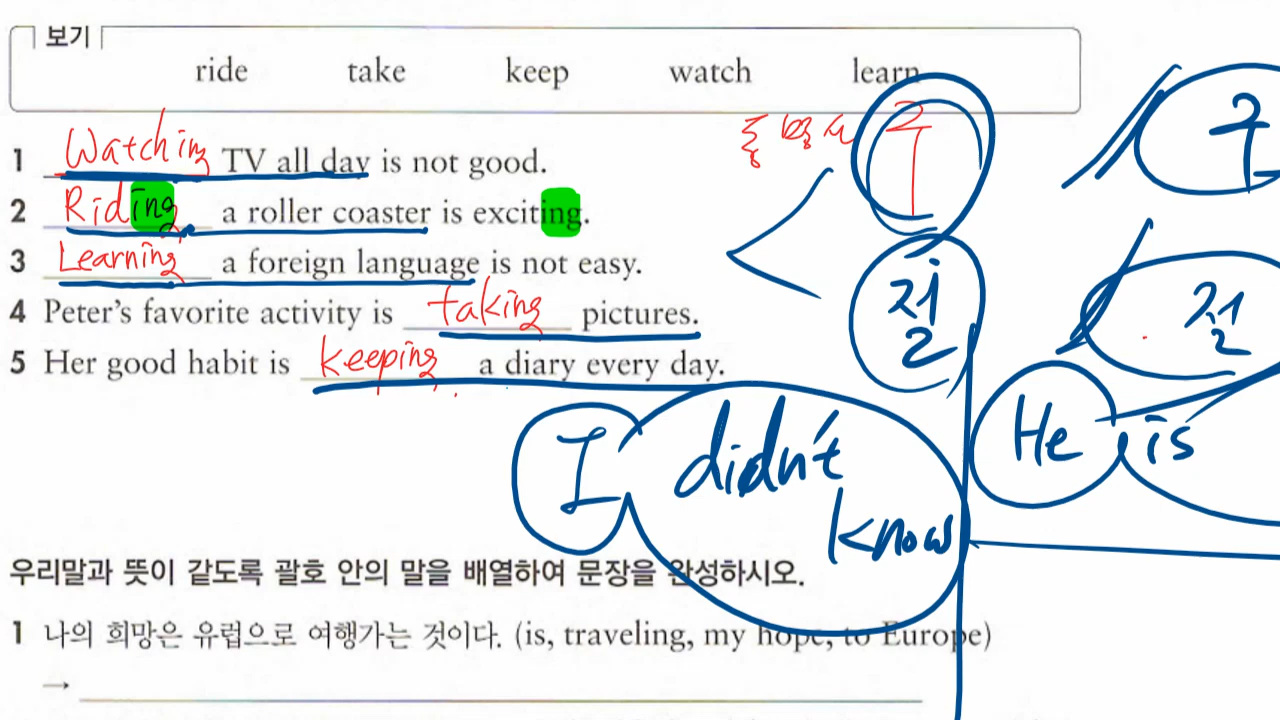 보기
ride take keep watch learn
1 Watching TV all day is not good.
2 Riding a roller coaster is exciting.
3 Learning a foreign language is not easy.
4 Peter's favorite activity is taking pictures.
5 Her good habit is keeping a diary every day.
주
구
I didn't know
He is
우리말과 뜻이 같도록 괄호 안의 말을 배열하여 문장을 완성하시오.
1 나의 희망은 유럽으로 여행가는 것이다. (is, traveling, my hope, to Europe)
→